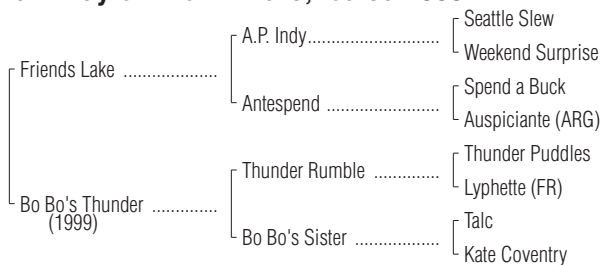 Seattle Slew
A.P. Indy
Weekend Surprise
Friends Lake
Spend a Buck
Antespend
Auspiciante (ARG)
Thunder Puddles
Thunder Rumble
Lyphette (FR)
Bo Bo's Thunder
(1999)
Talc
Bo Bo's Sister
Kate Coventry